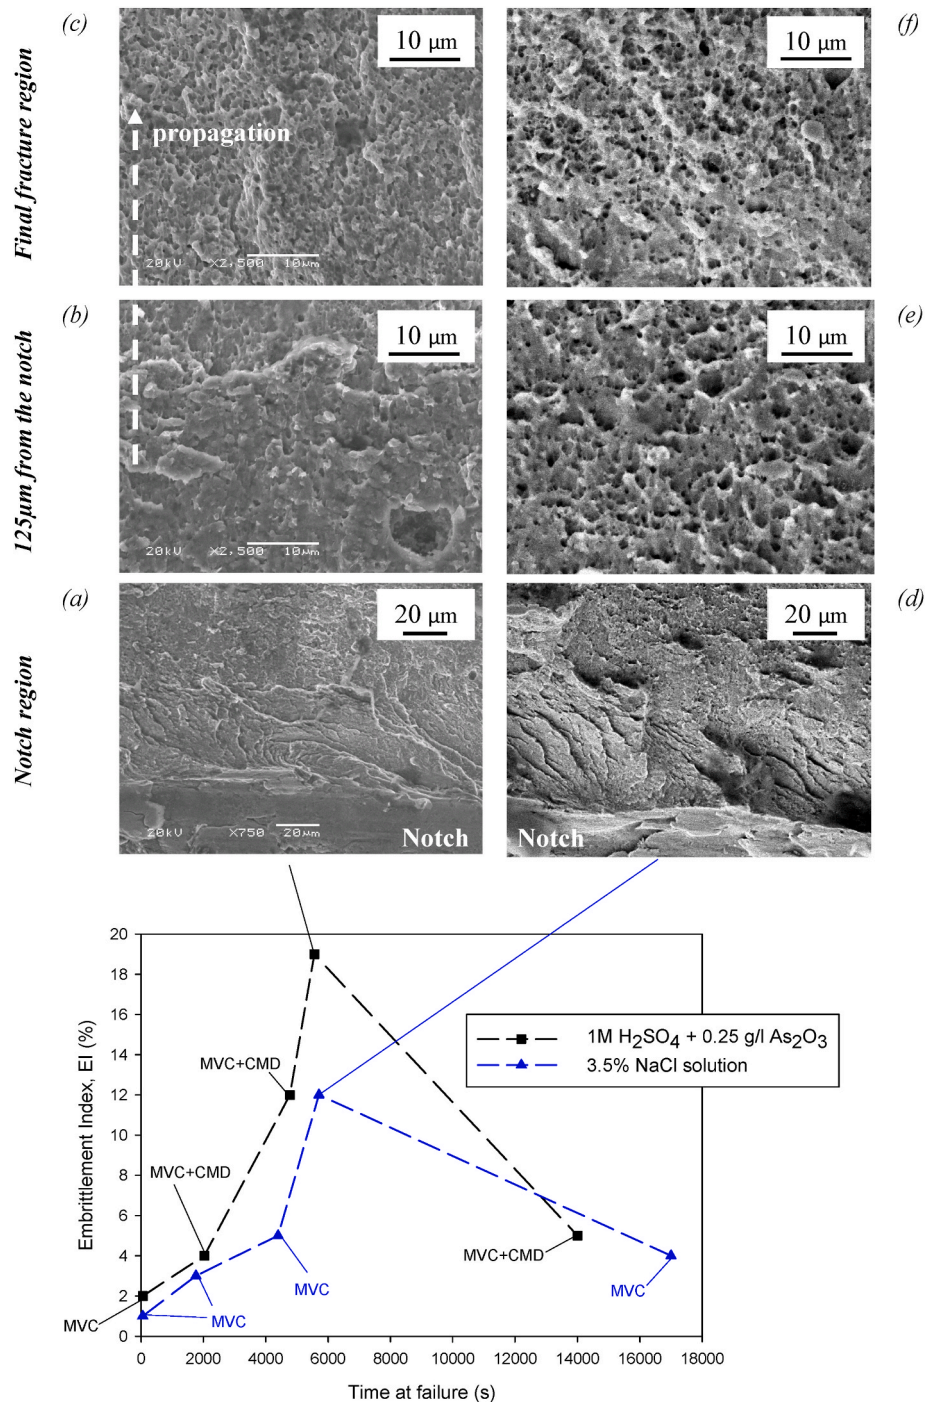 (c)
10 µm
10 µm
(f)
Final fracture region
propagation
20kV X2,500 10µm
(b)
10 µm
10 µm
(e)
125µm from the notch
20kV X2,500 10µm
(a)
20 µm
20 µm
(d)
Notch region
20kV X750 20µm
Notch
Notch
20
18
16
14
12
10
8
6
4
2
0
Embrittlement Index, EI (%)
1M H₂SO₄ + 0.25 g/l As₂O₃
3.5% NaCl solution
MVC+CMD
MVC+CMD
MVC+CMD
MVC
MVC
MVC
MVC
0
2000
4000
6000
8000
10000
12000
14000
16000
18000
Time at failure (s)